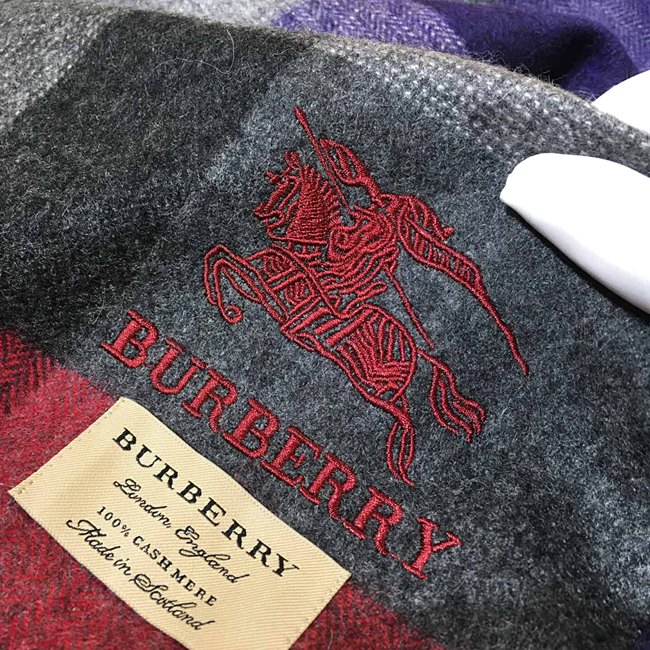 BURBERRY
BURBERRY
London, England
100% CASHMERE
Made in Scotland